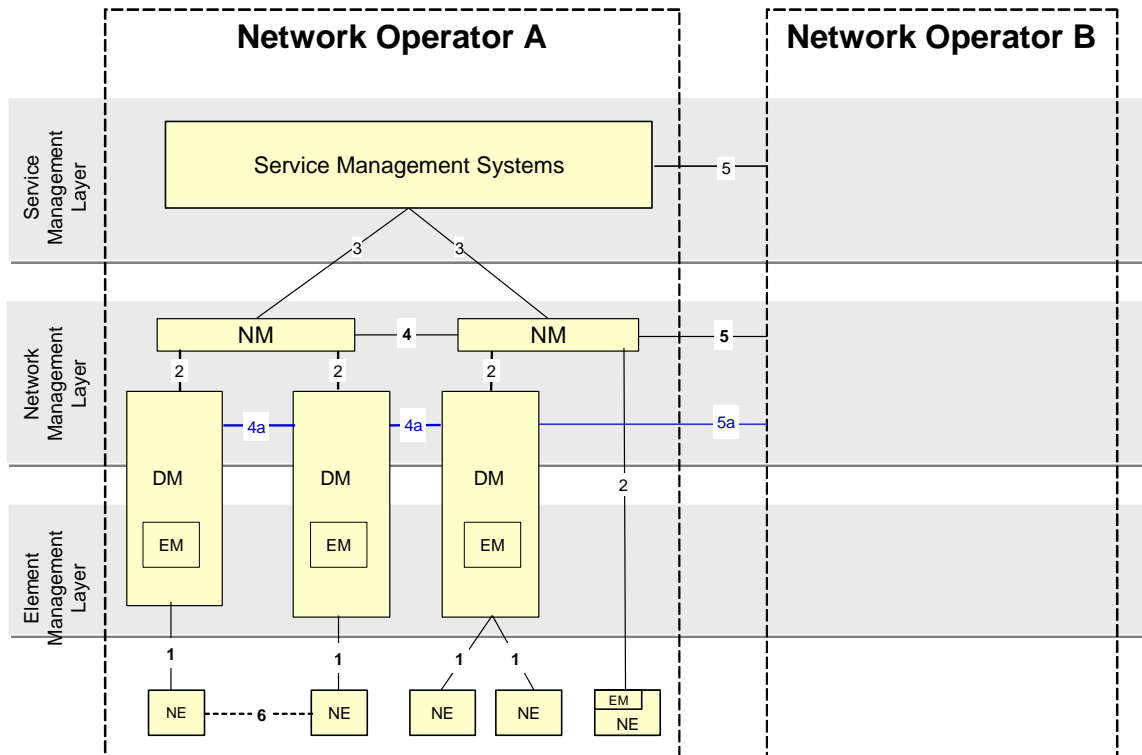 Network Operator A
Network Operator B
Service
Management
Layer
Service Management Systems
5
3
3
Network
Management
Layer
NM
4
NM
5
2
2
2
4a
4a
5a
DM
DM
DM
2
Element
Management
Layer
EM
EM
EM
1
1
1
1
NE
6
NE
NE
NE
EM
NE